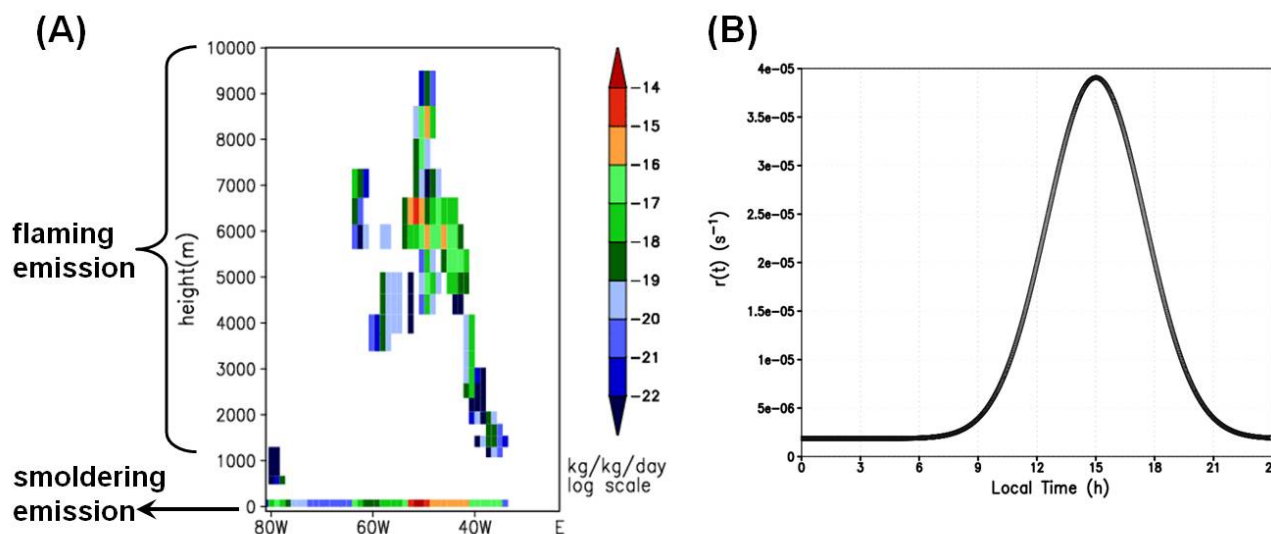 (A)
10000
9000
8000
7000
6000
5000
4000
3000
2000
1000
0
height(m)
80W 60W 40W E
flaming
emission
smoldering
emission
-14
-15
-16
-17
-18
-19
-20
-21
-22
kg/kg/day
log scale
(B)
4e-05
3.5e-05
3e-05
2.5e-05
2e-05
1.5e-05
1e-05
5e-06
0
r(t) (s⁻¹)
0 3 6 9 12 15 18 21 24
Local Time (h)